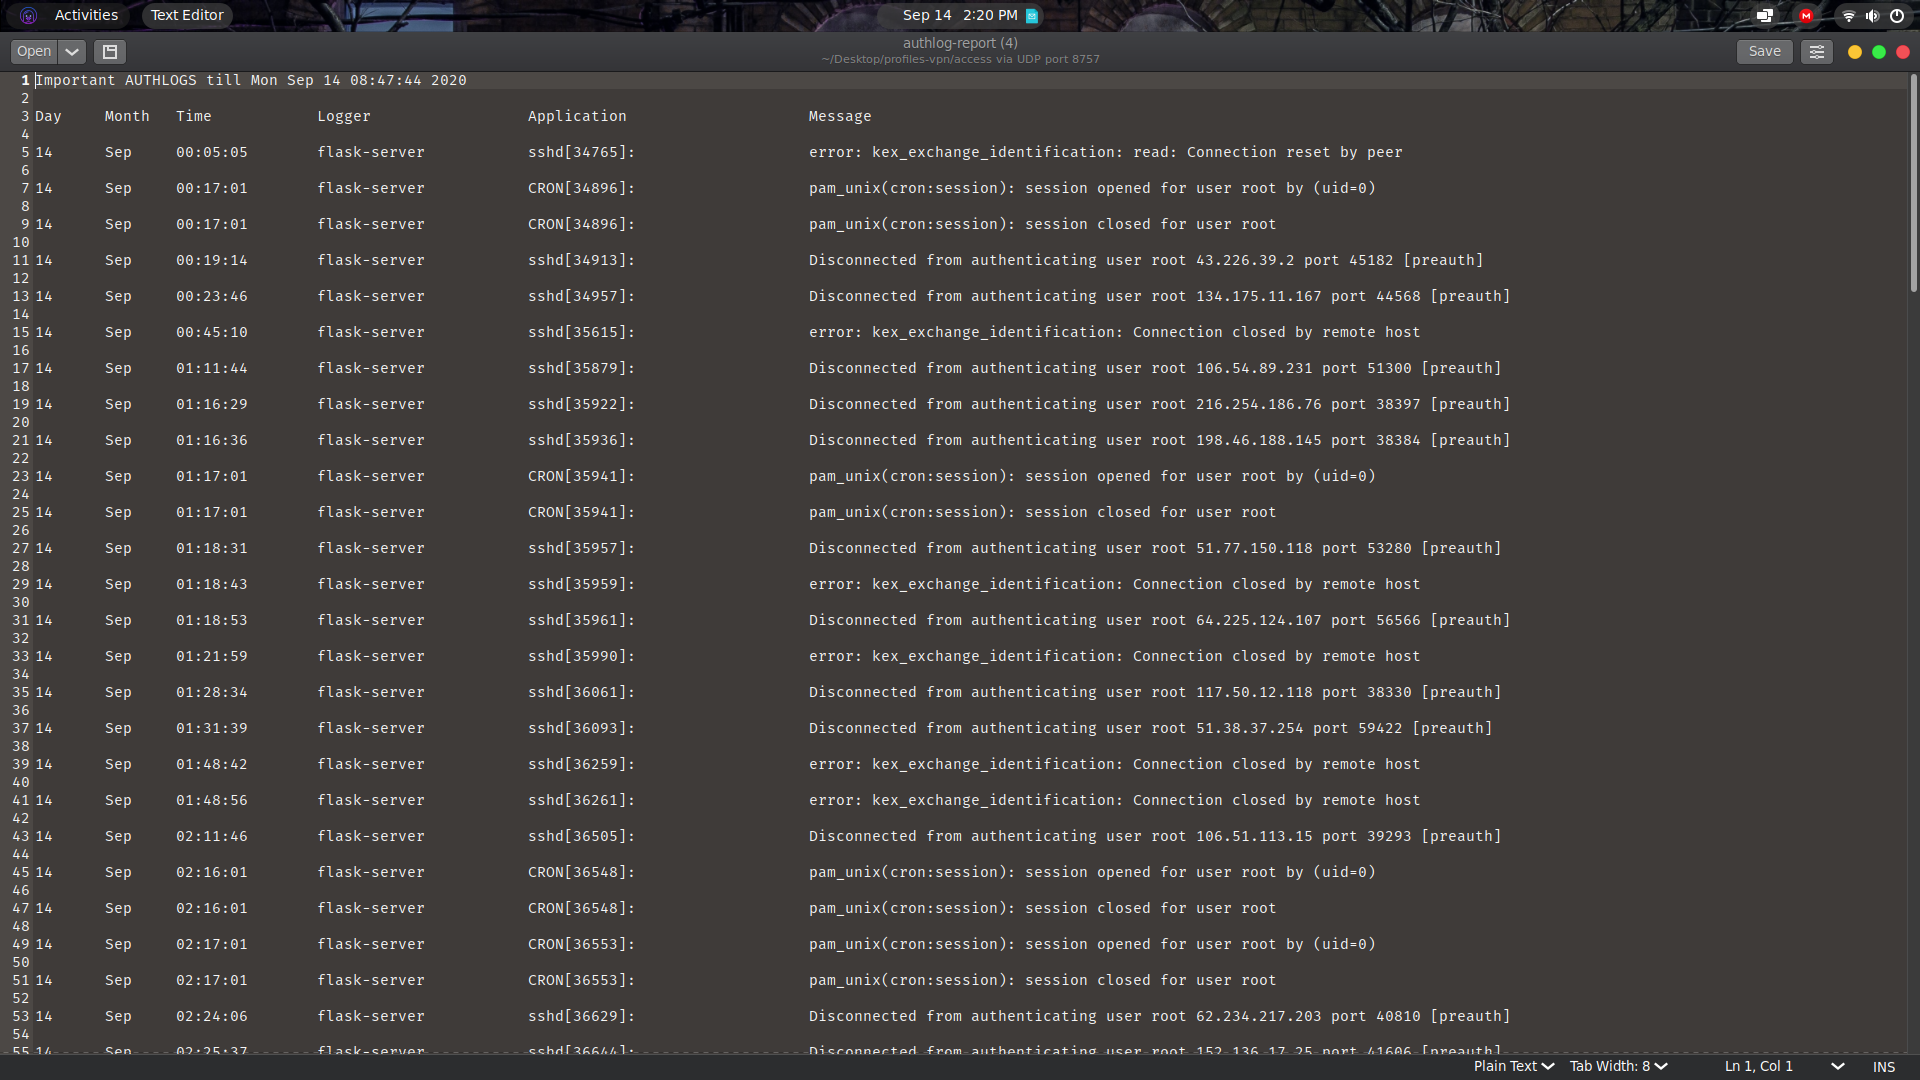 Activities Text Editor Sep 14 2:20 PM M
Open authlog-report (4) Save
~/Desktop/profiles-vpn/access via UDP port 8757
1 Important AUTHLOGS till Mon Sep 14 08:47:44 2020
2
3 Day Month Time Logger Application Message
4
5 14 Sep 00:05:05 flask-server sshd[34765]: error: kex_exchange_identification: read: Connection reset by peer
6
7 14 Sep 00:17:01 flask-server CRON[34896]: pam_unix(cron:session): session opened for user root by (uid=0)
8
9 14 Sep 00:17:01 flask-server CRON[34896]: pam_unix(cron:session): session closed for user root
10
11 14 Sep 00:19:14 flask-server sshd[34913]: Disconnected from authenticating user root 43.226.39.2 port 45182 [preauth]
12
13 14 Sep 00:23:46 flask-server sshd[34957]: Disconnected from authenticating user root 134.175.11.167 port 44568 [preauth]
14
15 14 Sep 00:45:10 flask-server sshd[35615]: error: kex_exchange_identification: Connection closed by remote host
16
17 14 Sep 01:11:44 flask-server sshd[35879]: Disconnected from authenticating user root 106.54.89.231 port 51300 [preauth]
18
19 14 Sep 01:16:29 flask-server sshd[35922]: Disconnected from authenticating user root 216.254.186.76 port 38397 [preauth]
20
21 14 Sep 01:16:36 flask-server sshd[35936]: Disconnected from authenticating user root 198.46.188.145 port 38384 [preauth]
22
23 14 Sep 01:17:01 flask-server CRON[35941]: pam_unix(cron:session): session opened for user root by (uid=0)
24
25 14 Sep 01:17:01 flask-server CRON[35941]: pam_unix(cron:session): session closed for user root
26
27 14 Sep 01:18:31 flask-server sshd[35957]: Disconnected from authenticating user root 51.77.150.118 port 53280 [preauth]
28
29 14 Sep 01:18:43 flask-server sshd[35959]: error: kex_exchange_identification: Connection closed by remote host
30
31 14 Sep 01:18:53 flask-server sshd[35961]: Disconnected from authenticating user root 64.225.124.107 port 56566 [preauth]
32
33 14 Sep 01:21:59 flask-server sshd[35990]: error: kex_exchange_identification: Connection closed by remote host
34
35 14 Sep 01:28:34 flask-server sshd[36061]: Disconnected from authenticating user root 117.50.12.118 port 38330 [preauth]
36
37 14 Sep 01:31:39 flask-server sshd[36093]: Disconnected from authenticating user root 51.38.37.254 port 59422 [preauth]
38
39 14 Sep 01:48:42 flask-server sshd[36259]: error: kex_exchange_identification: Connection closed by remote host
40
41 14 Sep 01:48:56 flask-server sshd[36261]: error: kex_exchange_identification: Connection closed by remote host
42
43 14 Sep 02:11:46 flask-server sshd[36505]: Disconnected from authenticating user root 106.51.113.15 port 39293 [preauth]
44
45 14 Sep 02:16:01 flask-server CRON[36548]: pam_unix(cron:session): session opened for user root by (uid=0)
46
47 14 Sep 02:16:01 flask-server CRON[36548]: pam_unix(cron:session): session closed for user root
48
49 14 Sep 02:17:01 flask-server CRON[36553]: pam_unix(cron:session): session opened for user root by (uid=0)
50
51 14 Sep 02:17:01 flask-server CRON[36553]: pam_unix(cron:session): session closed for user root
52
53 14 Sep 02:24:06 flask-server sshd[36629]: Disconnected from authenticating user root 62.234.217.203 port 40810 [preauth]
54
55 14 Sep 02:25:37 flask-server sshd[36644]: Disconnected from authenticating user root 152.136.17.25 port 41606 [preauth]
Plain Text Tab Width: 8 Ln 1, Col 1 INS